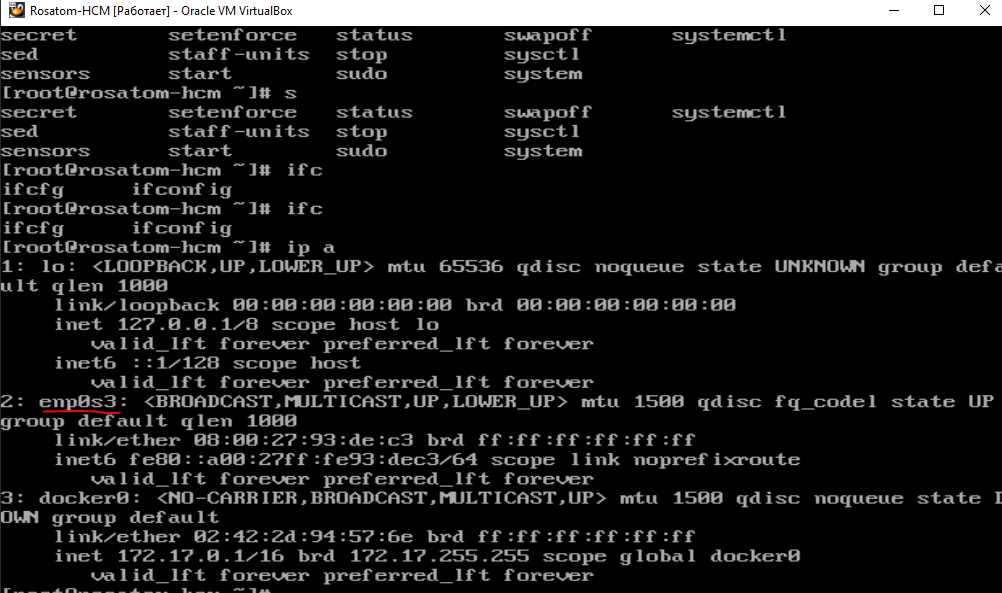 Rosatom-HCM [Работает] - Oracle VM VirtualBox
secret setenforce status swapoff systemctl
sed staff-units stop sysctl
sensors start sudo system
[root@rosatom-hcm ~]# s
secret setenforce status swapoff systemctl
sed staff-units stop sysctl
sensors start sudo system
[root@rosatom-hcm ~]# ifc
ifcfg ifconfig
[root@rosatom-hcm ~]# ifc
ifcfg ifconfig
[root@rosatom-hcm ~]# ip a
1: lo: <LOOPBACK,UP,LOWER_UP> mtu 65536 qdisc noqueue state UNKNOWN group defa
ult qlen 1000
link/loopback 00:00:00:00:00:00 brd 00:00:00:00:00:00
inet 127.0.0.1/8 scope host lo
valid_lft forever preferred_lft forever
inet6 ::1/128 scope host
valid_lft forever preferred_lft forever
2: enp0s3: <BROADCAST,MULTICAST,UP,LOWER_UP> mtu 1500 qdisc fq_codel state UP
group default qlen 1000
link/ether 08:00:27:93:de:c3 brd ff:ff:ff:ff:ff:ff
inet6 fe80::a00:27ff:fe93:dec3/64 scope link noprefixroute
valid_lft forever preferred_lft forever
3: docker0: <NO-CARRIER,BROADCAST,MULTICAST,UP> mtu 1500 qdisc noqueue state D
OWN group default
link/ether 02:42:2d:94:57:6e brd ff:ff:ff:ff:ff:ff
inet 172.17.0.1/16 brd 172.17.255.255 scope global docker0
valid_lft forever preferred_lft forever